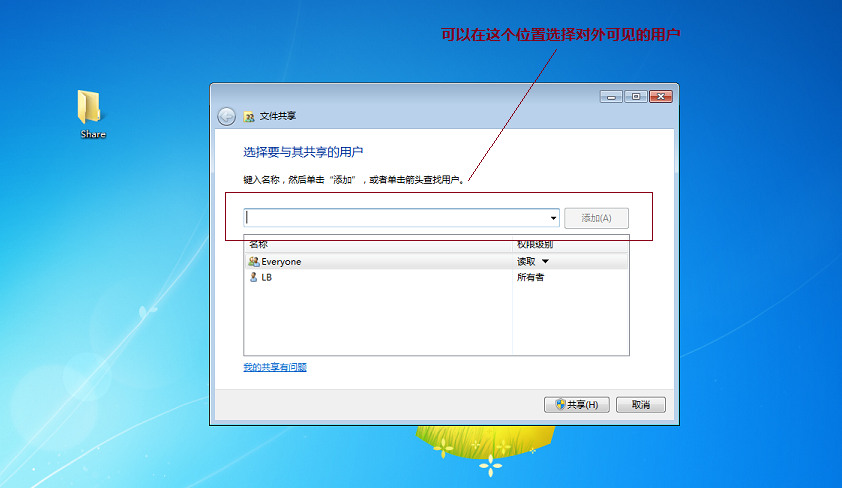 可以在这个位置选择对外可见的用户
Share
文件共享
选择要与其共享的用户
键入名称，然后单击“添加”，或者单击箭头查找用户。
添加(A)
名称 权限级别
Everyone 读取
LB 所有者
我的共享有问题
共享(H) 取消